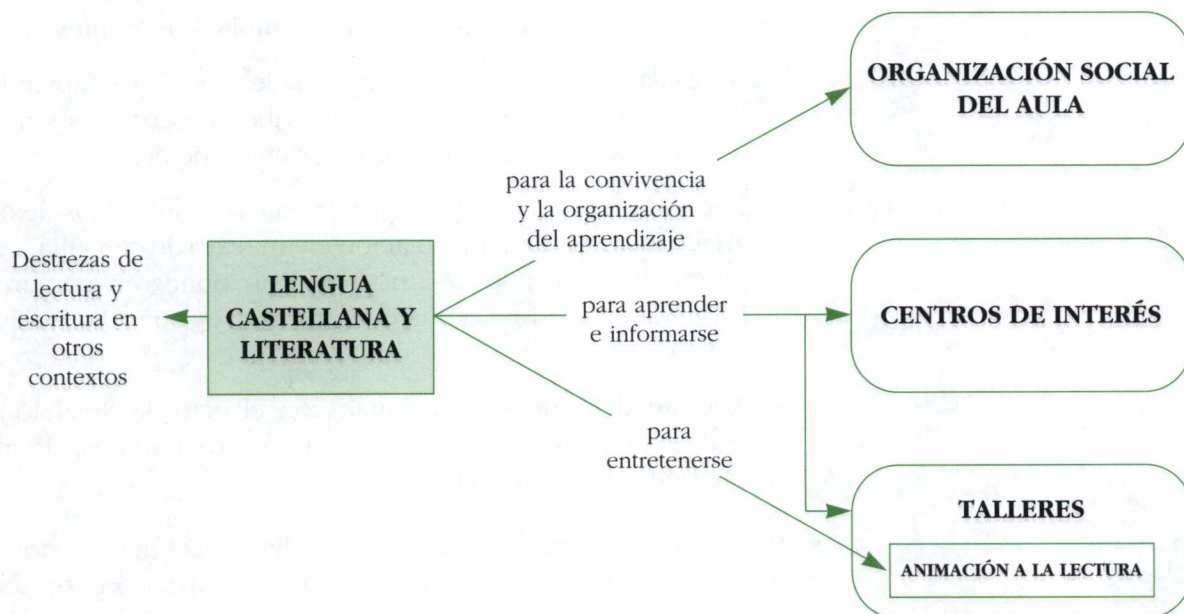 ORGANIZACIÓN SOCIAL
DEL AULA
para la convivencia
y la organización
del aprendizaje
Destrezas de
lectura y
escritura en
otros
contextos
LENGUA
CASTELLANA Y
LITERATURA
para aprender
e informarse
CENTROS DE INTERÉS
para
entretenerse
TALLERES
ANIMACIÓN A LA LECTURA